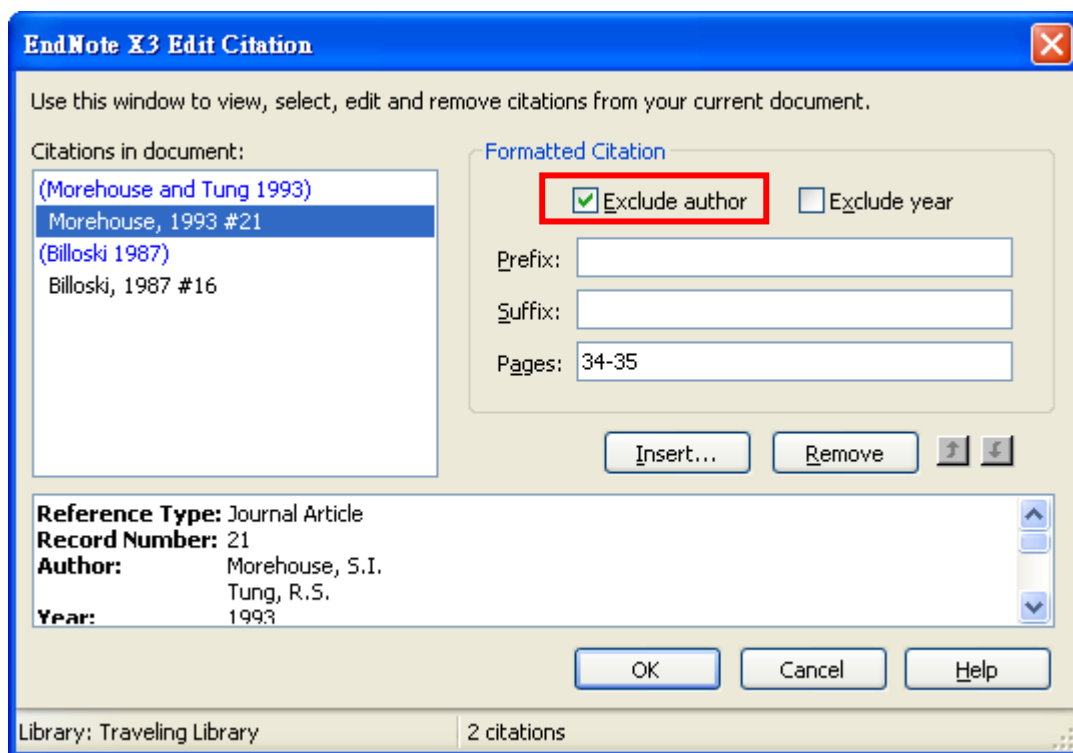 EndNote X3 Edit Citation
Use this window to view, select, edit and remove citations from your current document.
Citations in document:
(Morehouse and Tung 1993)
Morehouse, 1993 #21
(Billoski 1987)
Billoski, 1987 #16
Formatted Citation
Exclude author
Exclude year
Prefix:
Suffix:
Pages: 34-35
Insert...
Remove
Reference Type: Journal Article
Record Number: 21
Author: Morehouse, S.I.
Tung, R.S.
Year: 1993
OK
Cancel
Help
Library: Traveling Library
2 citations